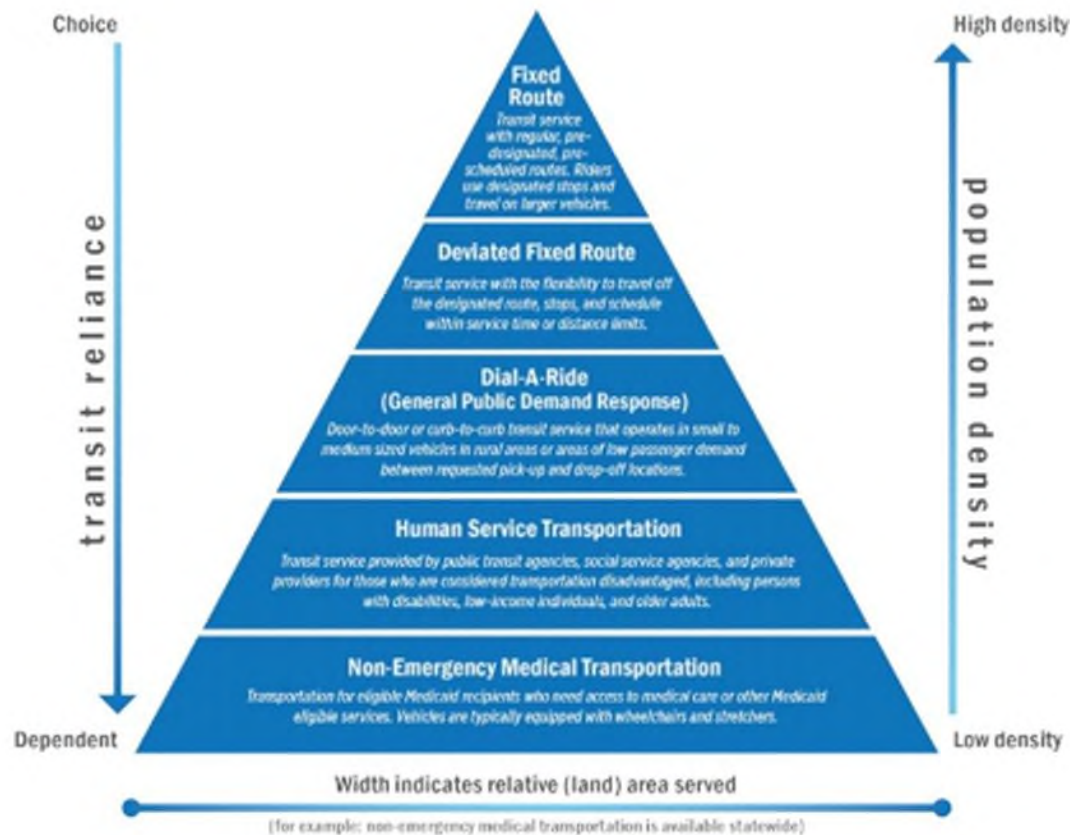 Choice
High density
Fixed
Route
Transit service
with regular, pre-
designated, pre-
scheduled routes. Riders
use designated stops and
travel on larger vehicles.
Deviated Fixed Route
Transit service with the flexibility to travel off
the designated route, stops, and schedule
within service time or distance limits.
Dial-A-Ride
(General Public Demand Response)
Door-to-door or curb-to-curb transit service that operates in small to
medium sized vehicles in rural areas or areas of low passenger demand
between requested pick-up and drop-off locations.
Human Service Transportation
Transit service provided by public transit agencies, social service agencies, and private
providers for those who are considered transportation disadvantaged, including persons
with disabilities, low-income individuals, and older adults.
Non-Emergency Medical Transportation
Transportation for eligible Medicaid recipients who need access to medical care or other Medicaid
eligible services. Vehicles are typically equipped with wheelchairs and stretchers.
transit reliance
population density
Dependent
Low density
Width indicates relative (land) area served
(for example: non-emergency medical transportation is available statewide)